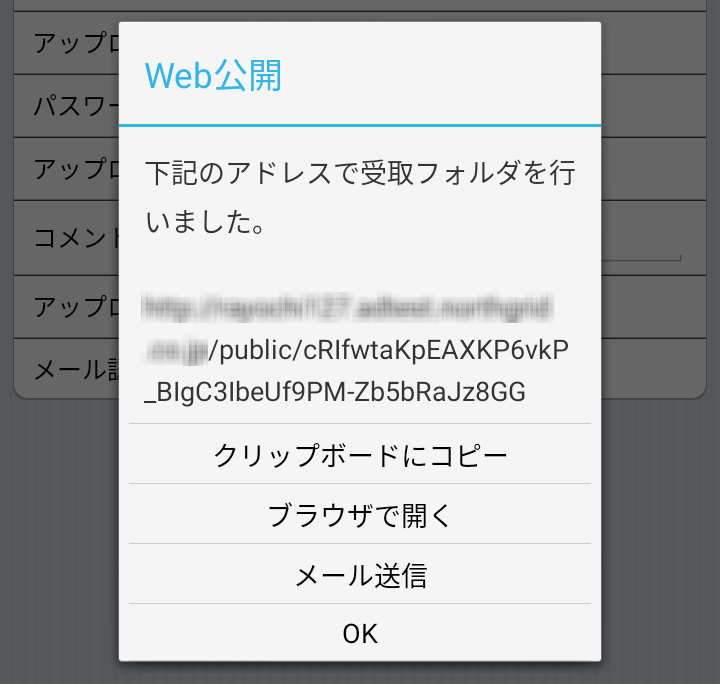 アップロ
Web公開
パスワー
アップロ
下記のアドレスで受取フォルダを行
いました。
コメント
アップロ
/public/cRIfwtaKpEAXKP6vkP
メール認
_BIgC3IbeUf9PM-Zb5bRaJz8GG
クリップボードにコピー
ブラウザで開く
メール送信
OK